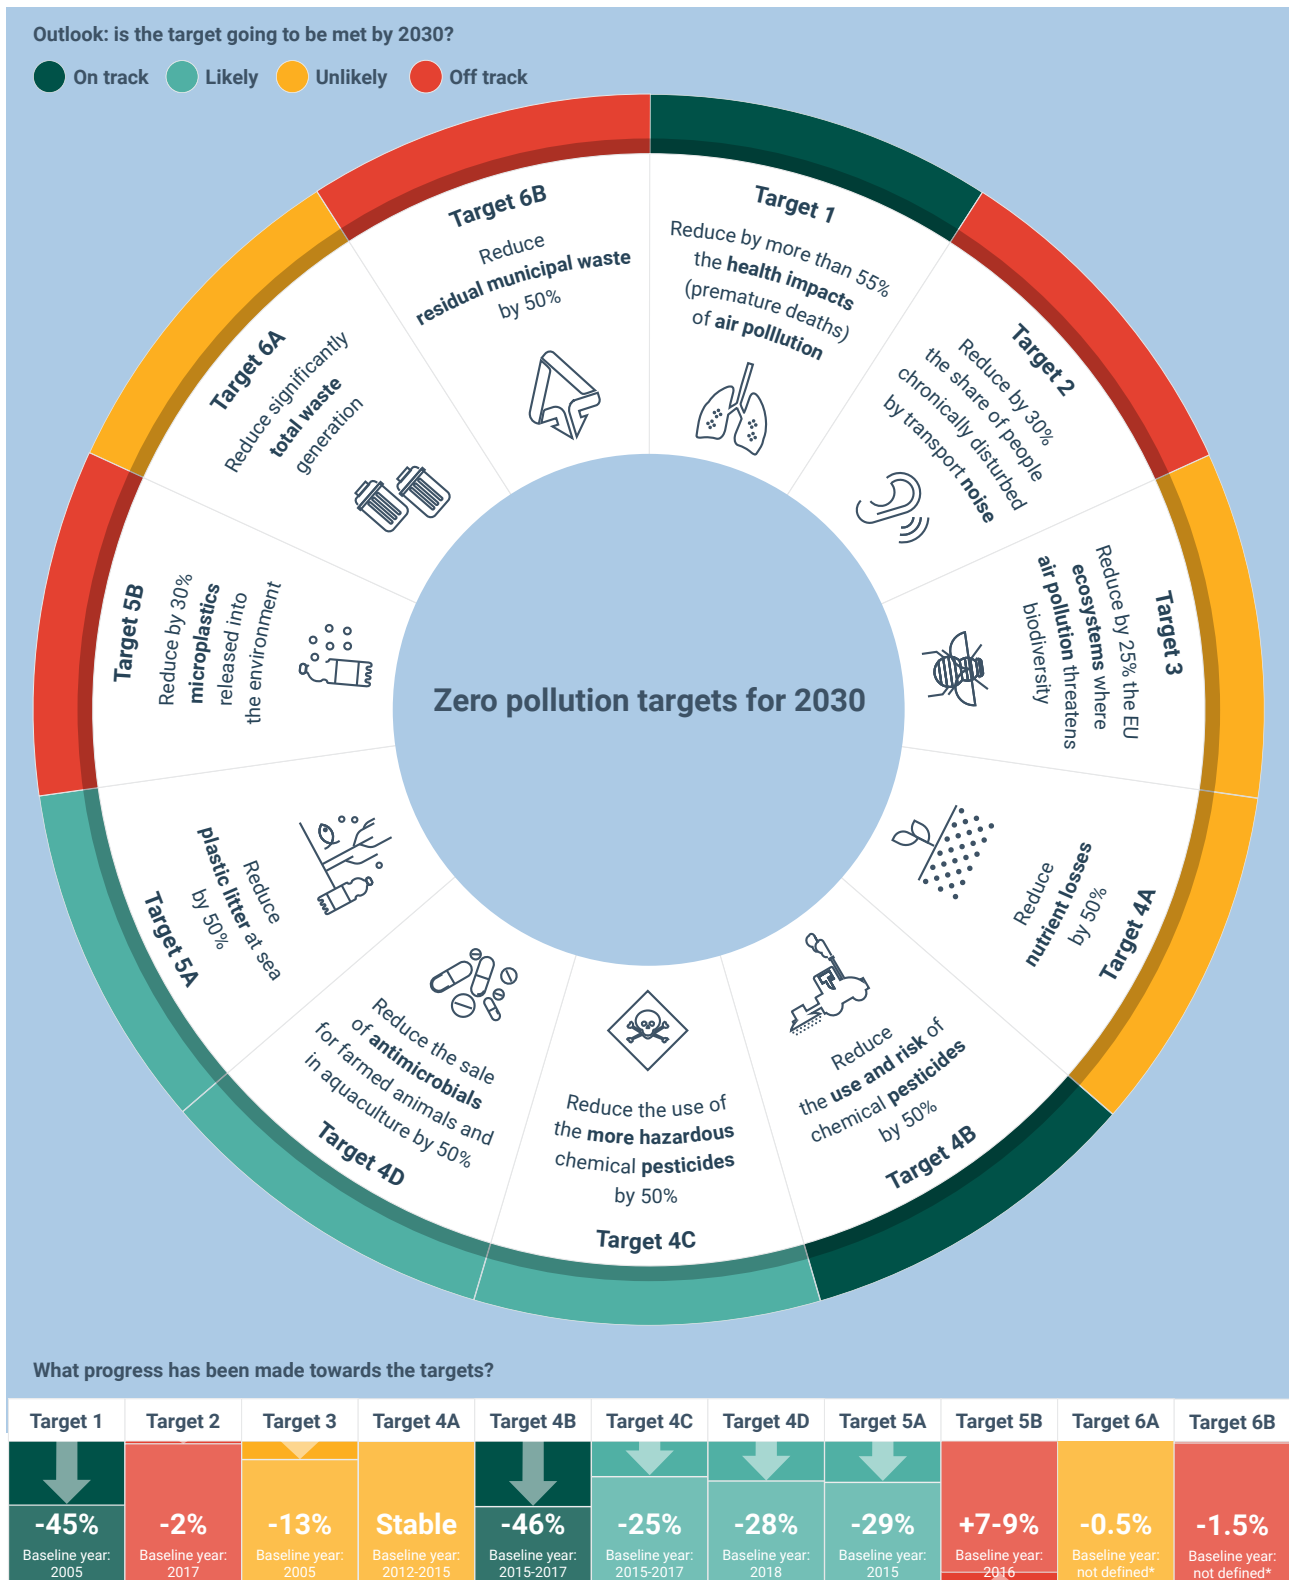 Outlook: is the target going to be met by 2030?
On track
Likely
Unlikely
Off track
Target 1
Reduce by more than 55%
the health impacts
(premature deaths)
of air polllution
Target 2
Reduce by 30%
the share of people
chronically disturbed
by transport noise
Target 3
Reduce by 25% the EU
ecosystems where
air pollution threatens
biodiversity
Target 4A
Reduce
nutrient losses
by 50%
Reduce
the use and risk of
chemical pesticides
by 50%
Target 4B
Reduce the use of
the more hazardous
chemical pesticides
by 50%
Target 4C
Reduce the sale
of antimicrobials
for farmed animals and
in aquaculture by 50%
Target 4D
Reduce
plastic litter at sea
by 50%
Target 5A
Target 5B
Reduce by 30%
microplastics
released into
the environment
Target 6A
Reduce significantly
total waste
generation
Target 6B
Reduce
residual municipal waste
by 50%
Zero pollution targets for 2030
What progress has been made towards the targets?
Target 1
Target 2
Target 3
Target 4A
Target 4B
Target 4C
Target 4D
Target 5A
Target 5B
Target 6A
Target 6B
-45%
Baseline year:
2005
-2%
Baseline year:
2017
-13%
Baseline year:
2005
Stable
Baseline year:
2012-2015
-46%
Baseline year:
2015-2017
-25%
Baseline year:
2015-2017
-28%
Baseline year:
2018
-29%
Baseline year:
2015
+7-9%
Baseline year:
2016
-0.5%
Baseline year:
not defined*
-1.5%
Baseline year:
not defined*